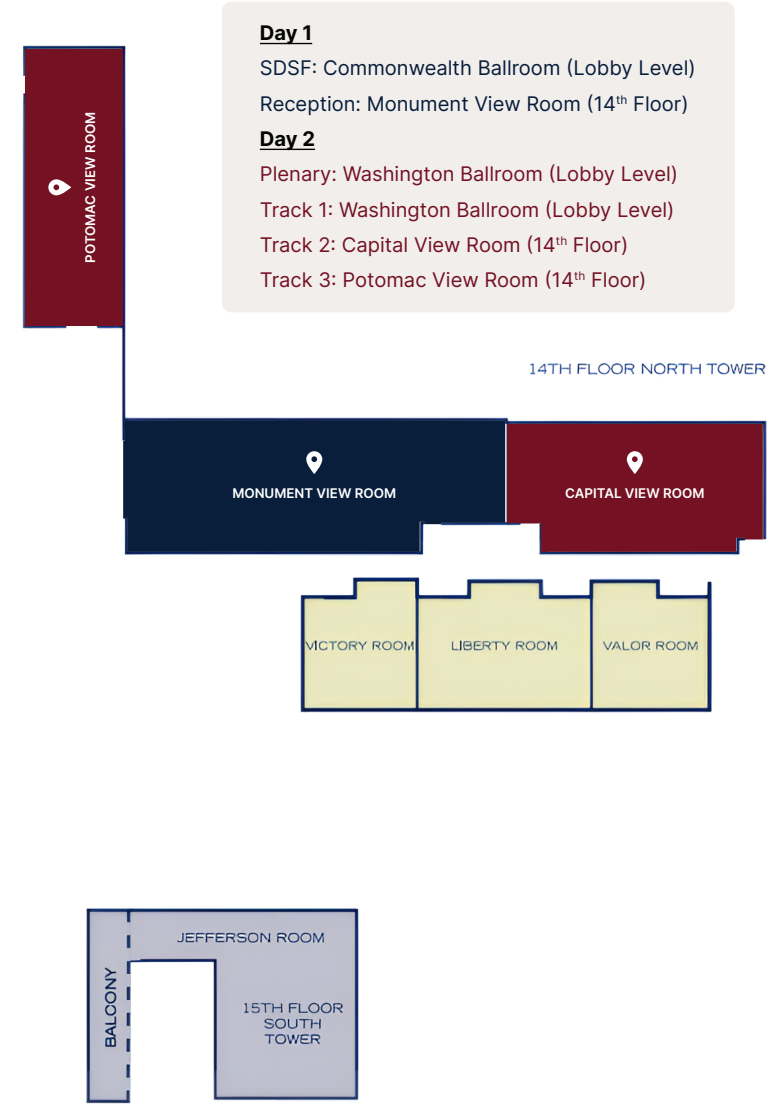 Day 1
SDSF: Commonwealth Ballroom (Lobby Level)
Reception: Monument View Room (14th Floor)
Day 2
Plenary: Washington Ballroom (Lobby Level)
Track 1: Washington Ballroom (Lobby Level)
Track 2: Capital View Room (14th Floor)
Track 3: Potomac View Room (14th Floor)
POTOMAC VIEW ROOM
14TH FLOOR NORTH TOWER
MONUMENT VIEW ROOM
CAPITAL VIEW ROOM
VICTORY ROOM
LIBERTY ROOM
VALOR ROOM
JEFFERSON ROOM
BALCONY
15TH FLOOR
SOUTH
TOWER